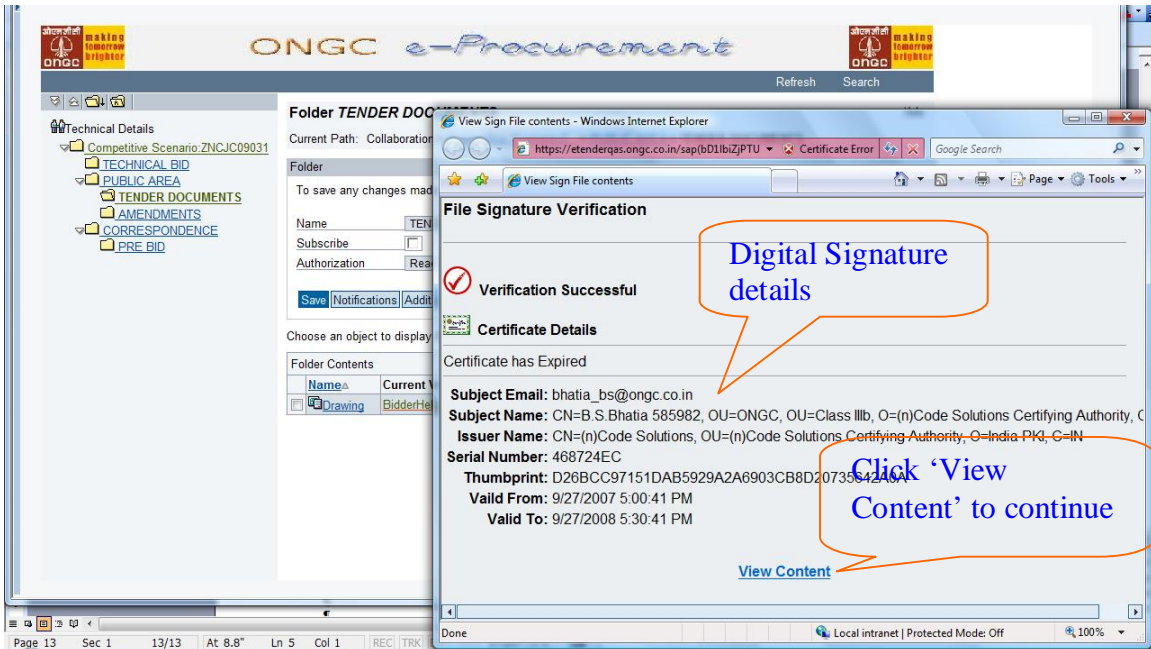 ओएनजीसी
making
tomorrow
brighter
ONGC
ONGC e-Procurement
ओएनजीसी
making
tomorrow
brighter
ONGC
Refresh Search
Technical Details
Competitive Scenario:ZNCJC09031
TECHNICAL BID
PUBLIC AREA
TENDER DOCUMENTS
AMENDMENTS
CORRESPONDENCE
PRE BID
Folder TENDER DOCUMENTS
Current Path: Collaboration
Folder
To save any changes mad
Name TEN
Subscribe
Authorization Rea
Save Notifications Addit
Choose an object to display
Folder Contents
Name Current V
Drawing BidderHel
View Sign File contents - Windows Internet Explorer
https://etenderqas.ongc.co.in/sap(bD1lbiZjPTU Certificate Error Google Search
View Sign File contents Page Tools
File Signature Verification
Digital Signature
details
Verification Successful
Certificate Details
Certificate has Expired
Subject Email: bhatia_bs@ongc.co.in
Subject Name: CN=B.S.Bhatia 585982, OU=ONGC, OU=Class IIIb, O=(n)Code Solutions Certifying Authority, C
Issuer Name: CN=(n)Code Solutions, OU=(n)Code Solutions Certifying Authority, O=India PKI, C=IN
Serial Number: 468724EC
Thumbprint: D26BCC97151DAB5929A2A6903CB8D20735642A0A
Vaild From: 9/27/2007 5:00:41 PM
Valid To: 9/27/2008 5:30:41 PM
Click ‘View
Content’ to continue
View Content
Done Local intranet | Protected Mode: Off 100%
Page 13 Sec 1 13/13 At 8.8" Ln 5 Col 1 REC TRK